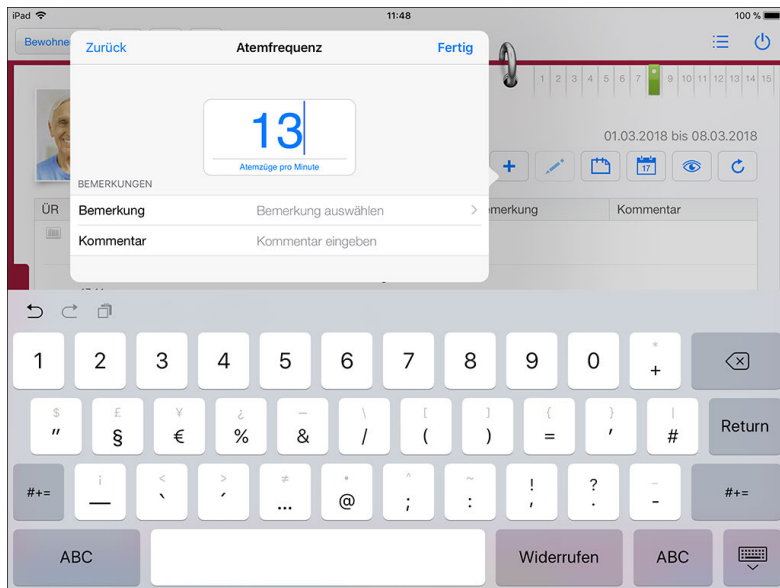 iPad 11:48 100 %
Bewohne
Zurück Atemfrequenz Fertig
1 2 3 4 5 6 7 9 10 11 12 13 14 15
13
Atemzüge pro Minute
01.03.2018 bis 08.03.2018
17
BEMERKUNGEN
ÜR Bemerkung Bemerkung auswählen emerkung Kommentar
Kommentar Kommentar eingeben
1 2 3 4 5 6 7 8 9 0 * +
$ £ ¥ ¿ – \ [ ] { } |
" § € % & / ( ) = ' # Return
¡ < > ≠ • ^ ~ ! ? –
#+= — ` ´ ... @ ; : , . - #+=
ABC Widerrufen ABC